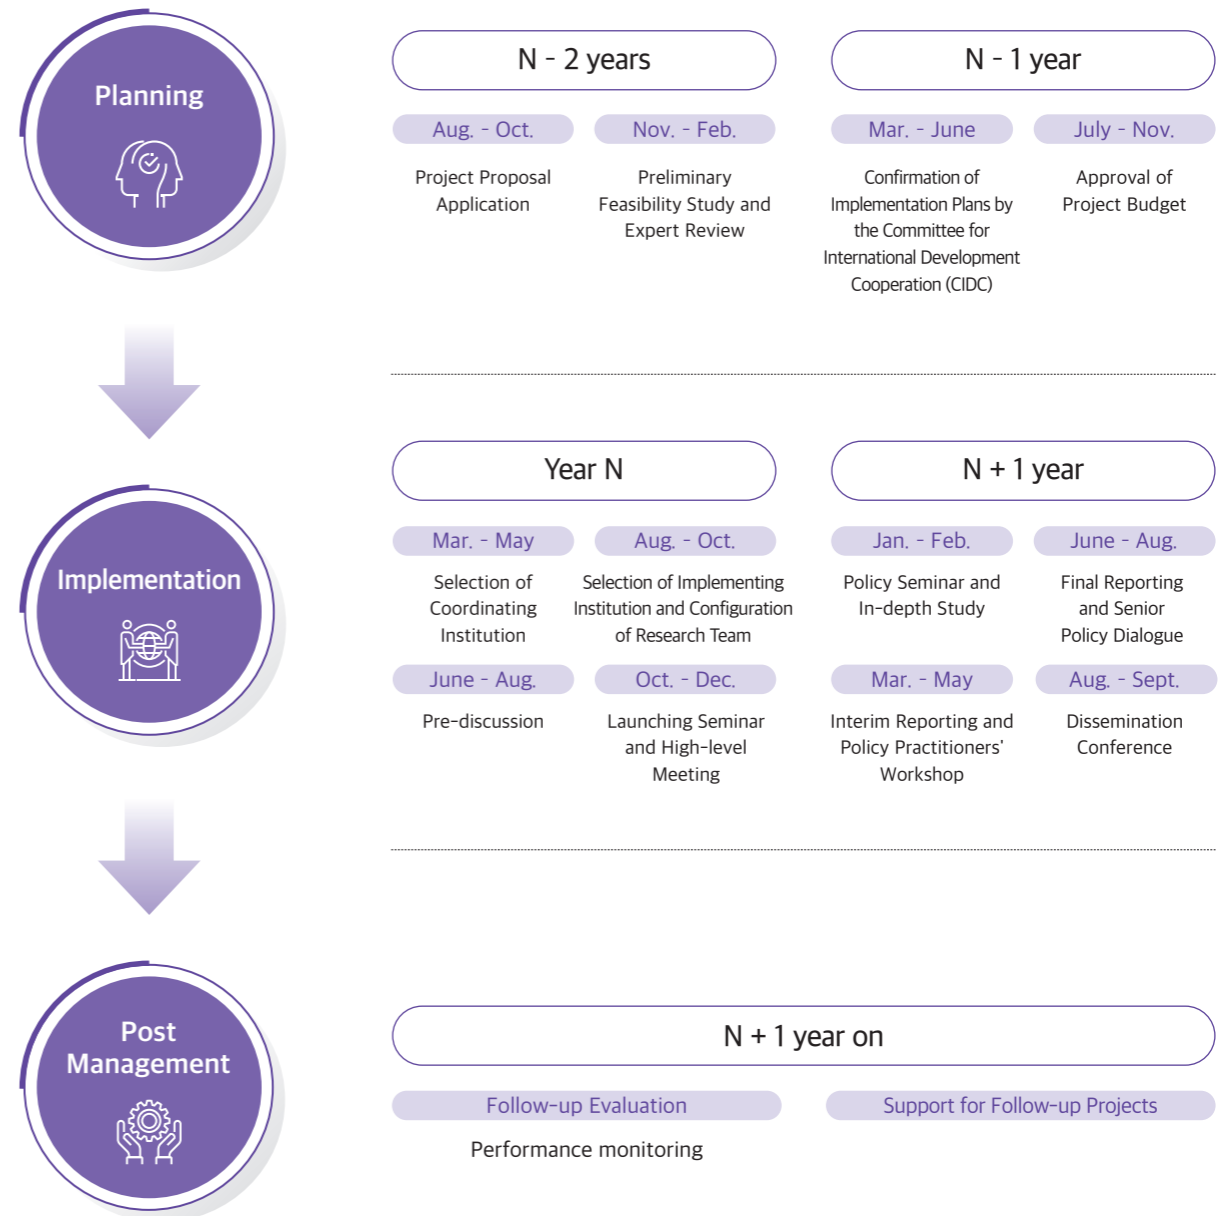 Planning
N - 2 years
Aug. - Oct.
Project Proposal
Application
Nov. - Feb.
Preliminary
Feasibility Study and
Expert Review
N - 1 year
Mar. - June
Confirmation of
Implementation Plans by
the Committee for
International Development
Cooperation (CIDC)
July - Nov.
Approval of
Project Budget
Implementation
Year N
Mar. - May
Selection of
Coordinating
Institution
June - Aug.
Pre-discussion
Aug. - Oct.
Selection of Implementing
Institution and Configuration
of Research Team
Oct. - Dec.
Launching Seminar
and High-level
Meeting
N + 1 year
Jan. - Feb.
Policy Seminar and
In-depth Study
Mar. - May
Interim Reporting and
Policy Practitioners'
Workshop
June - Aug.
Final Reporting
and Senior
Policy Dialogue
Aug. - Sept.
Dissemination
Conference
Post
Management
N + 1 year on
Follow-up Evaluation
Performance monitoring
Support for Follow-up Projects